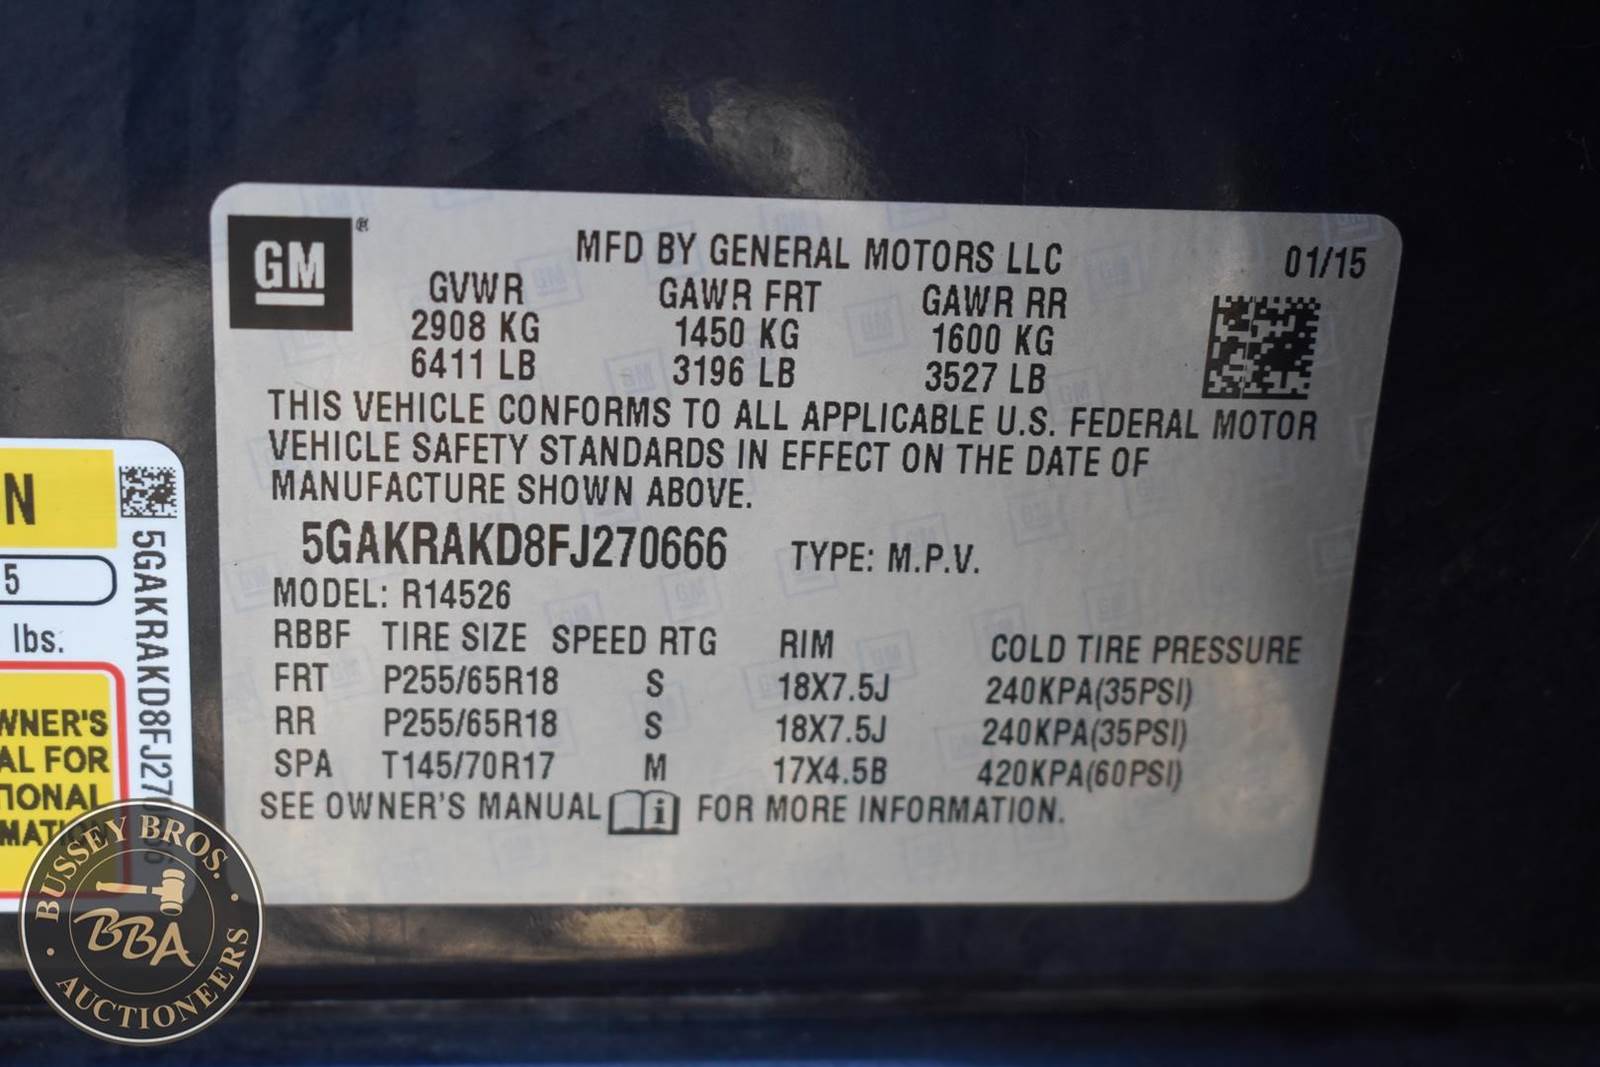 GM ®
MFD BY GENERAL MOTORS LLC 01/15
GVWR GAWR FRT GAWR RR
2908 KG 1450 KG 1600 KG
6411 LB 3196 LB 3527 LB
THIS VEHICLE CONFORMS TO ALL APPLICABLE U.S. FEDERAL MOTOR
VEHICLE SAFETY STANDARDS IN EFFECT ON THE DATE OF
MANUFACTURE SHOWN ABOVE.
5GAKRAKD8FJ270666 TYPE: M.P.V.
MODEL: R14526
RBBF TIRE SIZE SPEED RTG RIM COLD TIRE PRESSURE
FRT P255/65R18 S 18X7.5J 240KPA(35PSI)
RR P255/65R18 S 18X7.5J 240KPA(35PSI)
SPA T145/70R17 M 17X4.5B 420KPA(60PSI)
SEE OWNER'S MANUAL i FOR MORE INFORMATION.
N
5
lbs.
WNER'S
AL FOR
TIONAL
BUSSEY BROS.
BBA
AUCTIONEERS